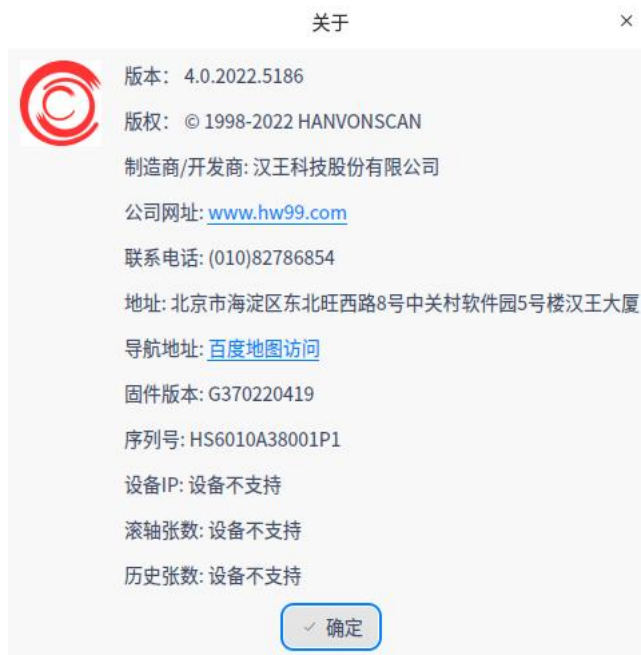 关于
版本: 4.0.2022.5186
版权: © 1998-2022 HANVONSCAN
制造商/开发商: 汉王科技股份有限公司
公司网址: www.hw99.com
联系电话: (010)82786854
地址: 北京市海淀区东北旺西路8号中关村软件园5号楼汉王大厦
导航地址: 百度地图访问
固件版本: G370220419
序列号: HS6010A38001P1
设备IP: 设备不支持
滚轴张数: 设备不支持
历史张数: 设备不支持
确定